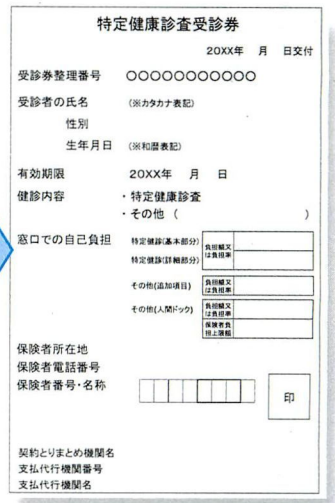 特定健康診査受診券
20XX年　月　日交付
受診券整理番号　〇〇〇〇〇〇〇〇〇〇〇
受診者の氏名　(※カタカナ表記)
性別
生年月日　(※和暦表記)
有効期限　20XX年　月　日
健診内容　・特定健康診査
・その他（　　　）
窓口での自己負担　特定健診(基本部分)　負担額又は負担率
特定健診(詳細部分)
その他(追加項目)　負担額又は負担率
その他(人間ドック)　負担額又は負担率
保険者負担上限額
保険者所在地
保険者電話番号
保険者番号・名称　印
契約とりまとめ機関名
支払代行機関番号
支払代行機関名